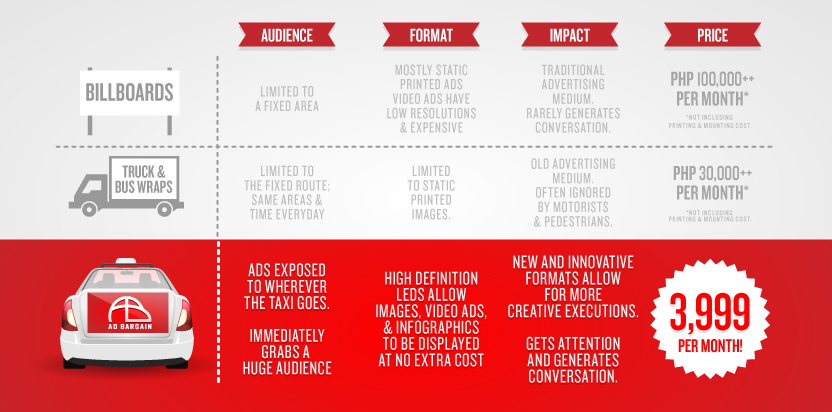 AUDIENCE
FORMAT
IMPACT
PRICE
BILLBOARDS
LIMITED TO
A FIXED AREA
MOSTLY STATIC
PRINTED ADS
VIDEO ADS HAVE
LOW RESOLUTIONS
& EXPENSIVE
TRADITIONAL
ADVERTISING
MEDIUM.
RARELY GENERATES
CONVERSATION.
PHP 100,000++
PER MONTH*
*NOT INCLUDING
PRINTING & MOUNTING COST.
TRUCK &
BUS WRAPS
LIMITED TO
THE FIXED ROUTE;
SAME AREAS &
TIME EVERYDAY
LIMITED
TO STATIC
PRINTED
IMAGES.
OLD ADVERTISING
MEDIUM.
OFTEN IGNORED
BY MOTORISTS
& PEDESTRIANS.
PHP 30,000++
PER MONTH*
*NOT INCLUDING
PRINTING & MOUNTING COST.
AD BARGAIN
ADS EXPOSED
TO WHEREVER
THE TAXI GOES.
IMMEDIATELY
GRABS A
HUGE AUDIENCE
HIGH DEFINITION
LEDS ALLOW
IMAGES, VIDEO ADS,
& INFOGRAPHICS
TO BE DISPLAYED
AT NO EXTRA COST
NEW AND INNOVATIVE
FORMATS ALLOW
FOR MORE
CREATIVE EXECUTIONS.
GETS ATTENTION
AND GENERATES
CONVERSATION.
3,999
PER MONTH!